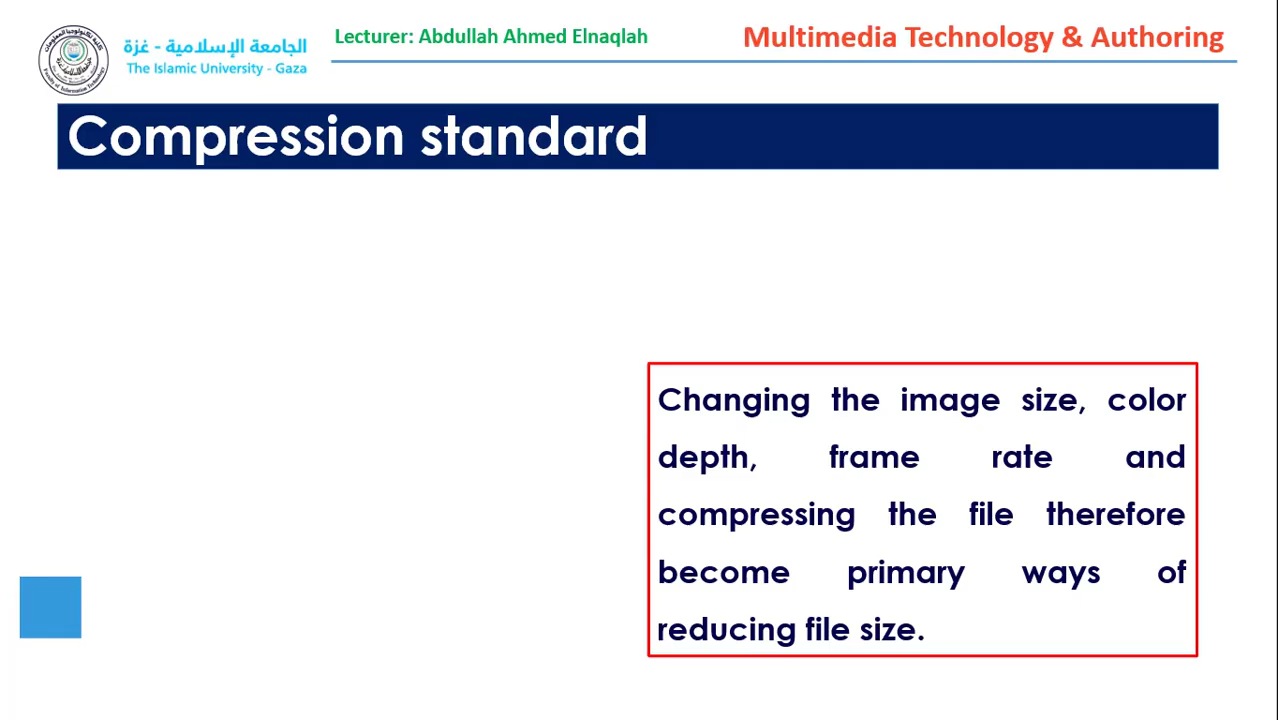 الجامعة الإسلامية - غزة
The Islamic University - Gaza
Lecturer: Abdullah Ahmed Elnaqlah
Multimedia Technology & Authoring
Compression standard
Changing the image size, color
depth, frame rate and
compressing the file therefore
become primary ways of
reducing file size.